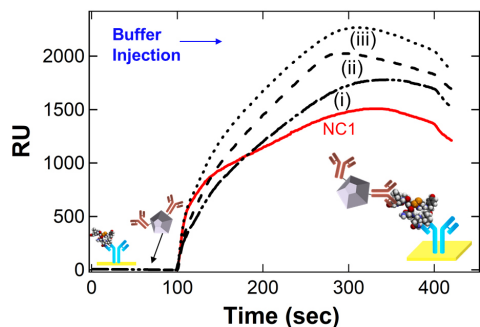 Buffer
Injection
(iii)
(ii)
(i)
NC1
RU
2000
1500
1000
500
0
0
100
200
300
400
Time (sec)